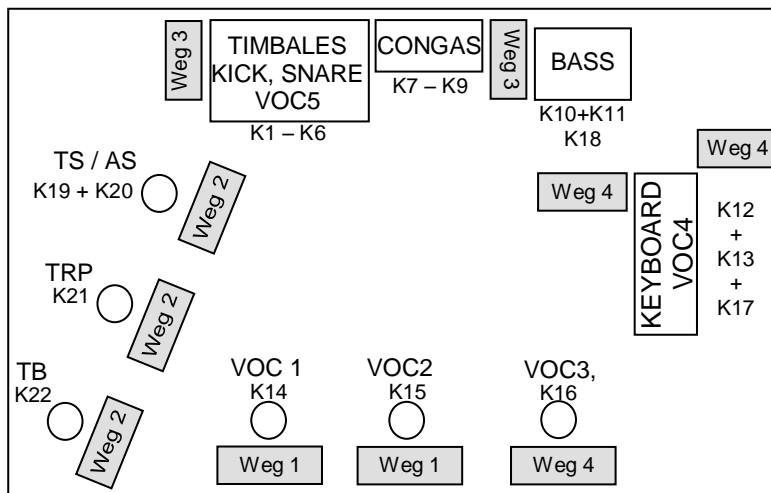 Weg 3
TIMBALES
KICK, SNARE
VOC5
K1 – K6
CONGAS
K7 – K9
Weg 3
BASS
K10+K11
K18
Weg 4
Weg 4
KEYBOARD
VOC4
K12
+
K13
+
K17
TS / AS
K19 + K20
Weg 2
TRP
K21
Weg 2
TB
K22
Weg 2
VOC 1
K14
Weg 1
VOC2
K15
Weg 1
VOC3,
K16
Weg 4